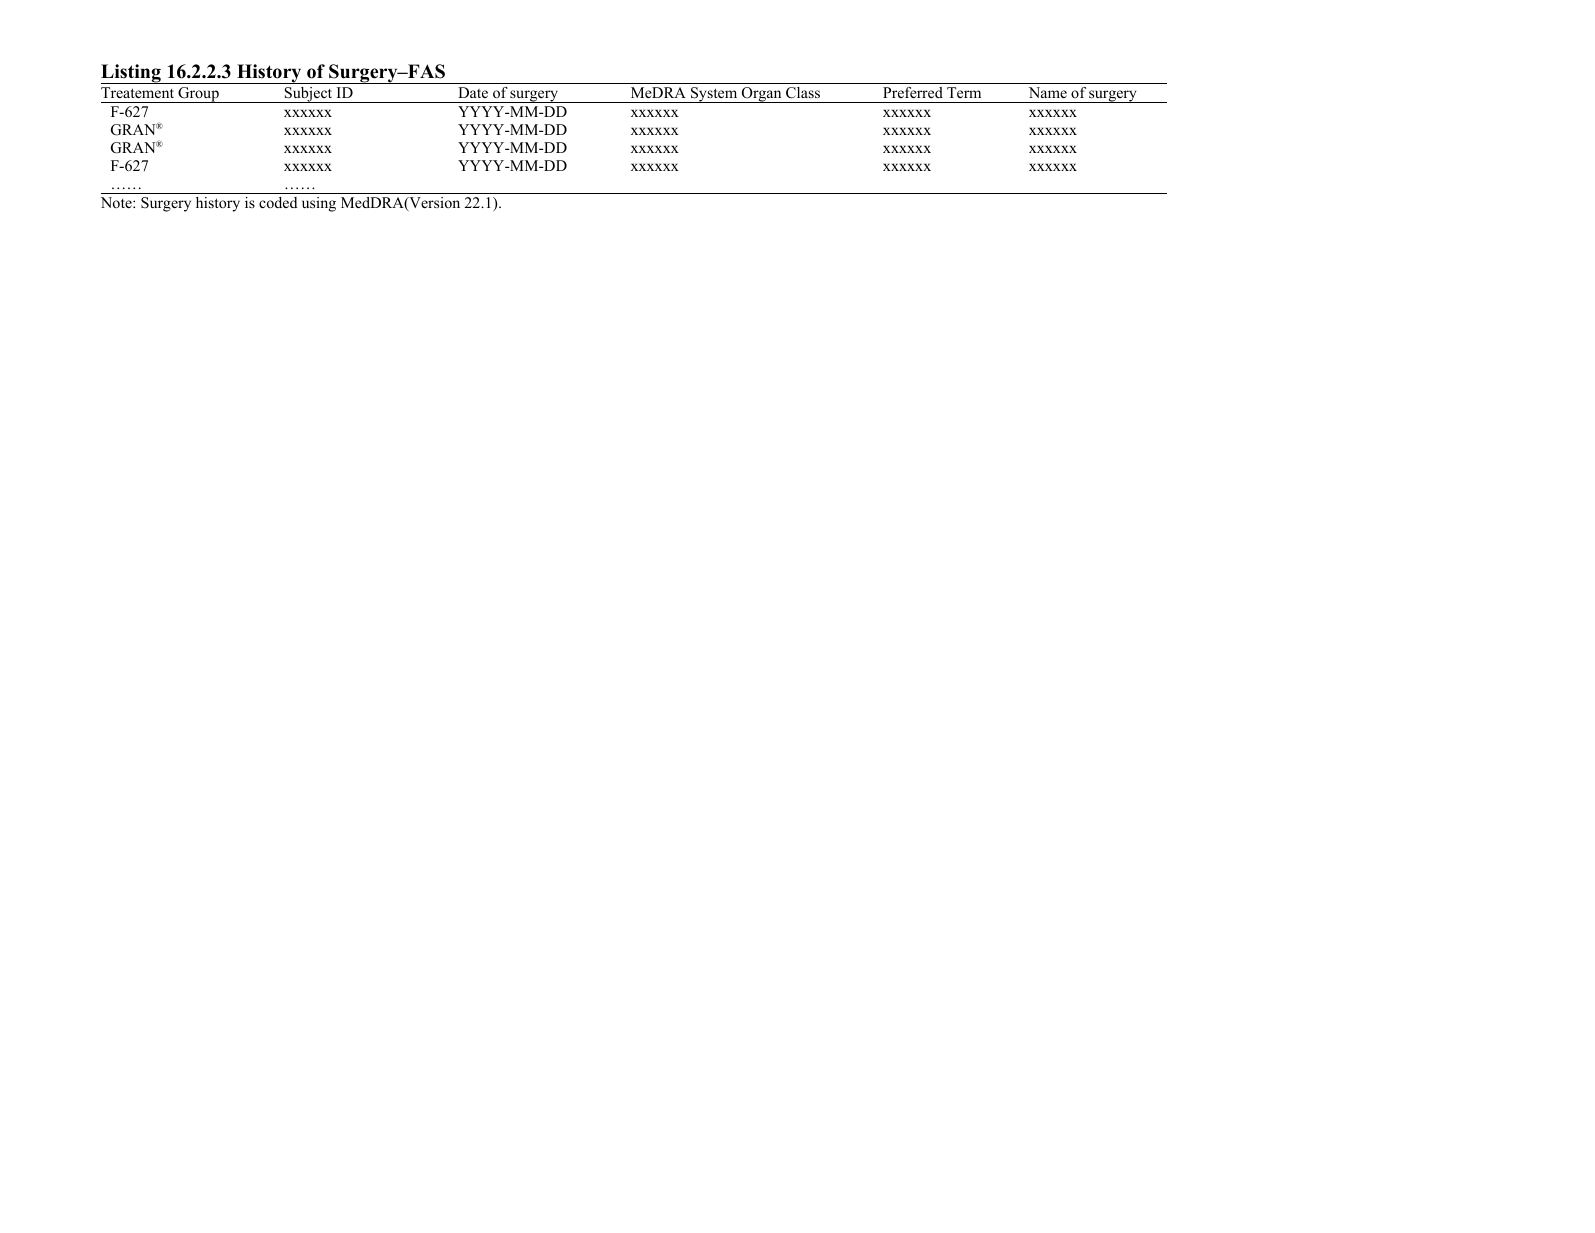 Listing 16.2.2.3 History of Surgery–FAS
Treatement Group Subject ID Date of surgery MeDRA System Organ Class Preferred Term Name of surgery
F-627 xxxxxx YYYY-MM-DD xxxxxx xxxxxx xxxxxx
GRAN® xxxxxx YYYY-MM-DD xxxxxx xxxxxx xxxxxx
GRAN® xxxxxx YYYY-MM-DD xxxxxx xxxxxx xxxxxx
F-627 xxxxxx YYYY-MM-DD xxxxxx xxxxxx xxxxxx
…… ……
Note: Surgery history is coded using MedDRA(Version 22.1).